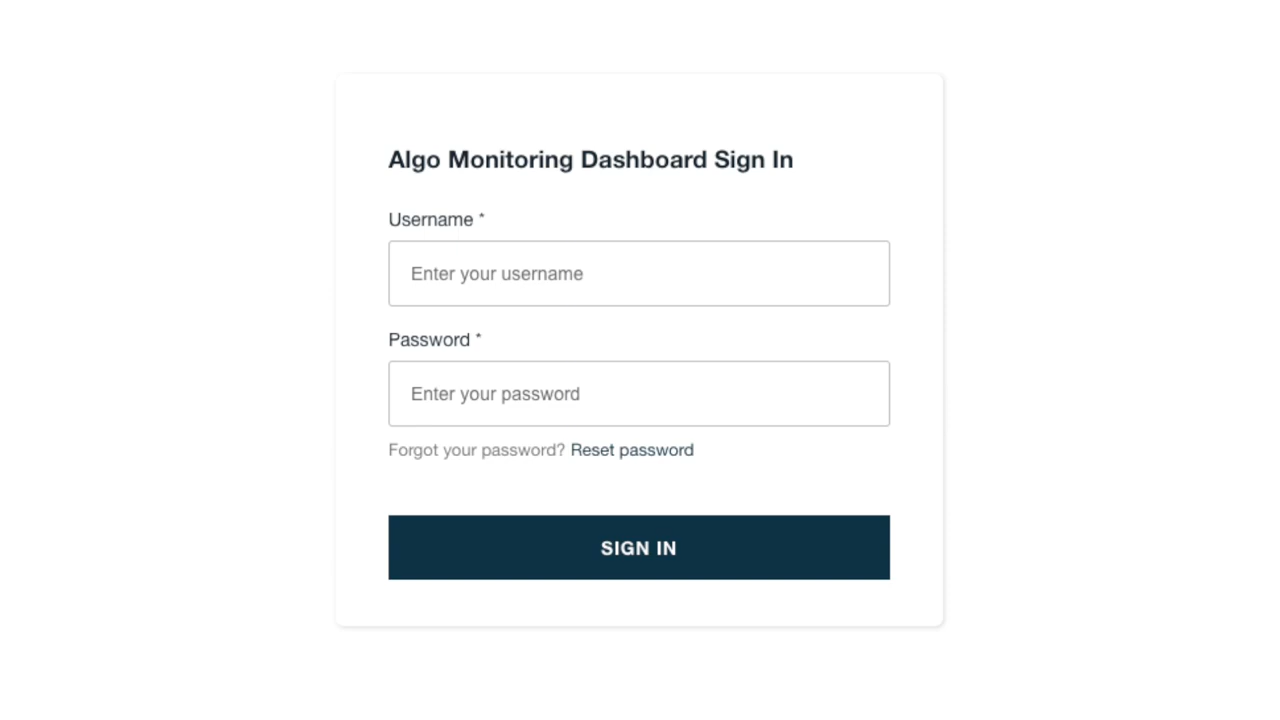 Algo Monitoring Dashboard Sign In
Username *
Enter your username
Password *
Enter your password
Forgot your password? Reset password
SIGN IN